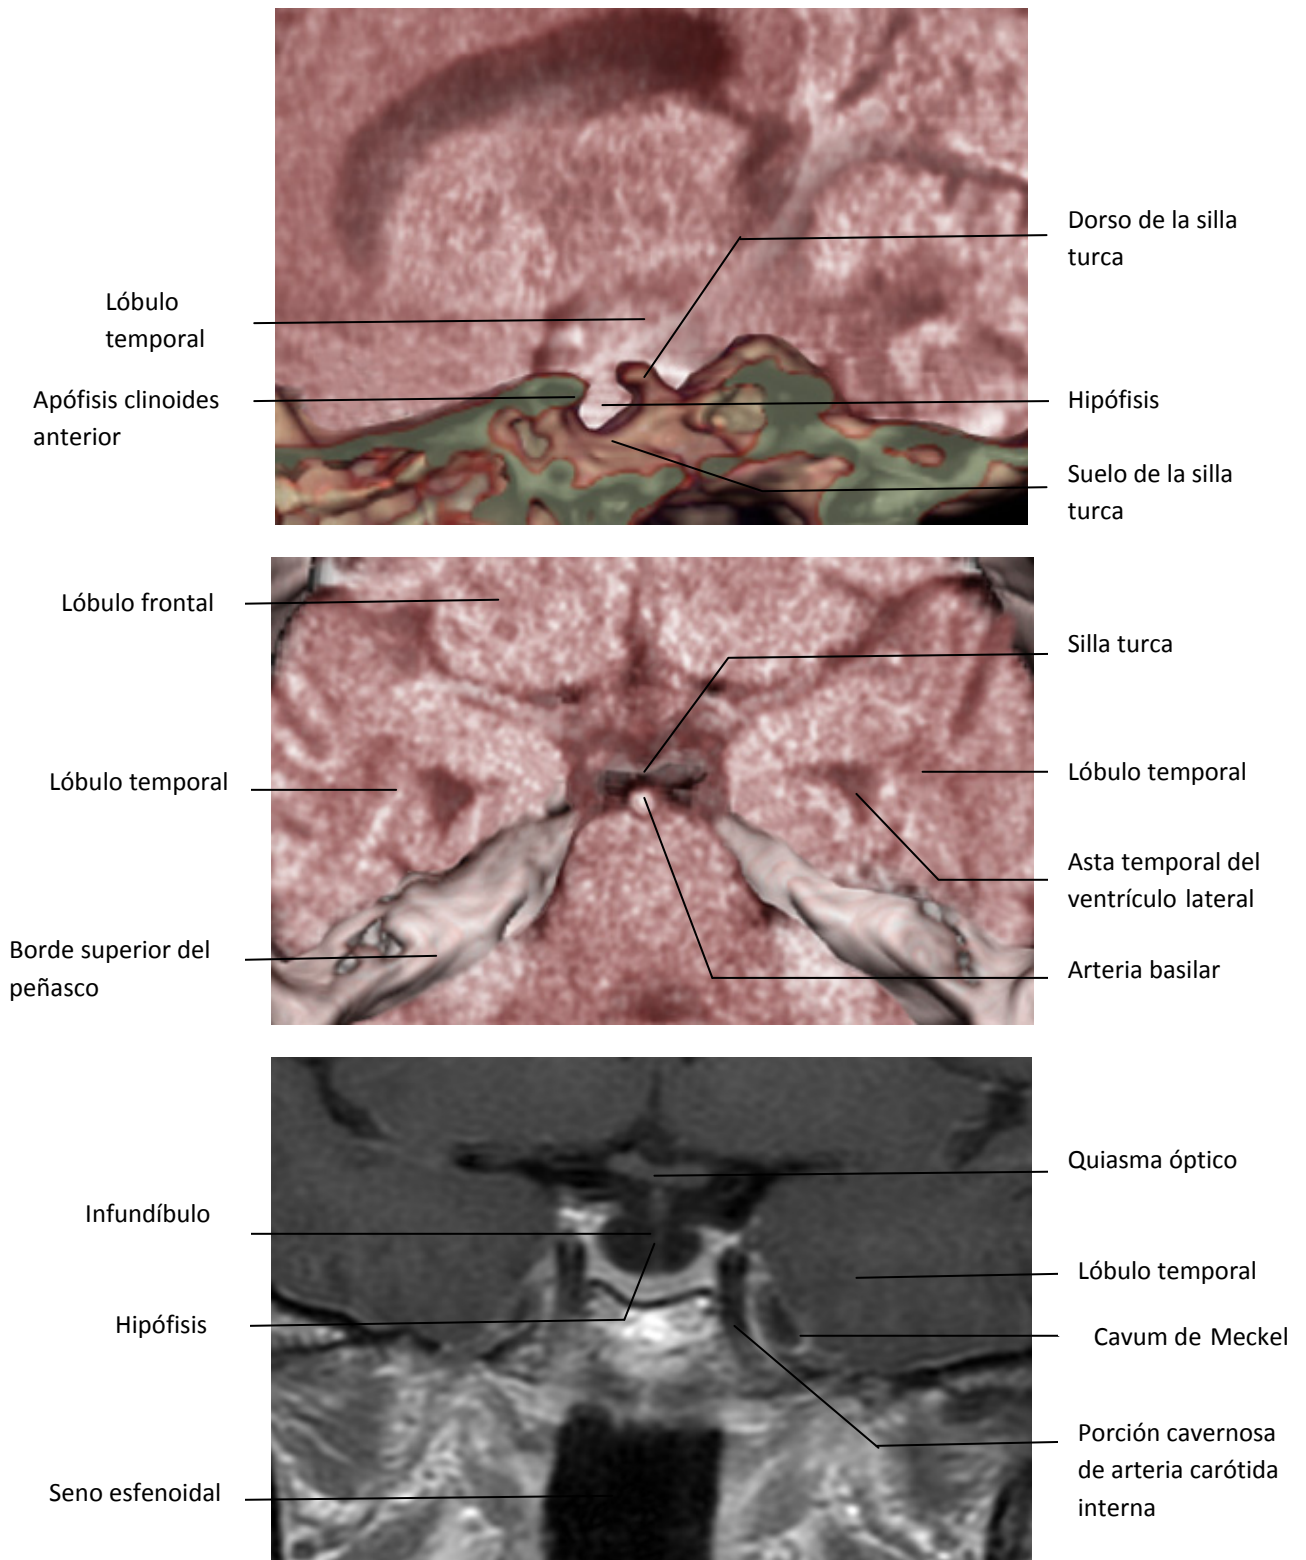 Dorso de la silla
turca
Lóbulo
temporal
Apófisis clinoides
anterior
Hipófisis
Suelo de la silla
turca
Lóbulo frontal
Silla turca
Lóbulo temporal
Lóbulo temporal
Asta temporal del
ventrículo lateral
Borde superior del
peñasco
Arteria basilar
Quiasma óptico
Infundíbulo
Lóbulo temporal
Hipófisis
Cavum de Meckel
Porción cavernosa
de arteria carótida
interna
Seno esfenoidal